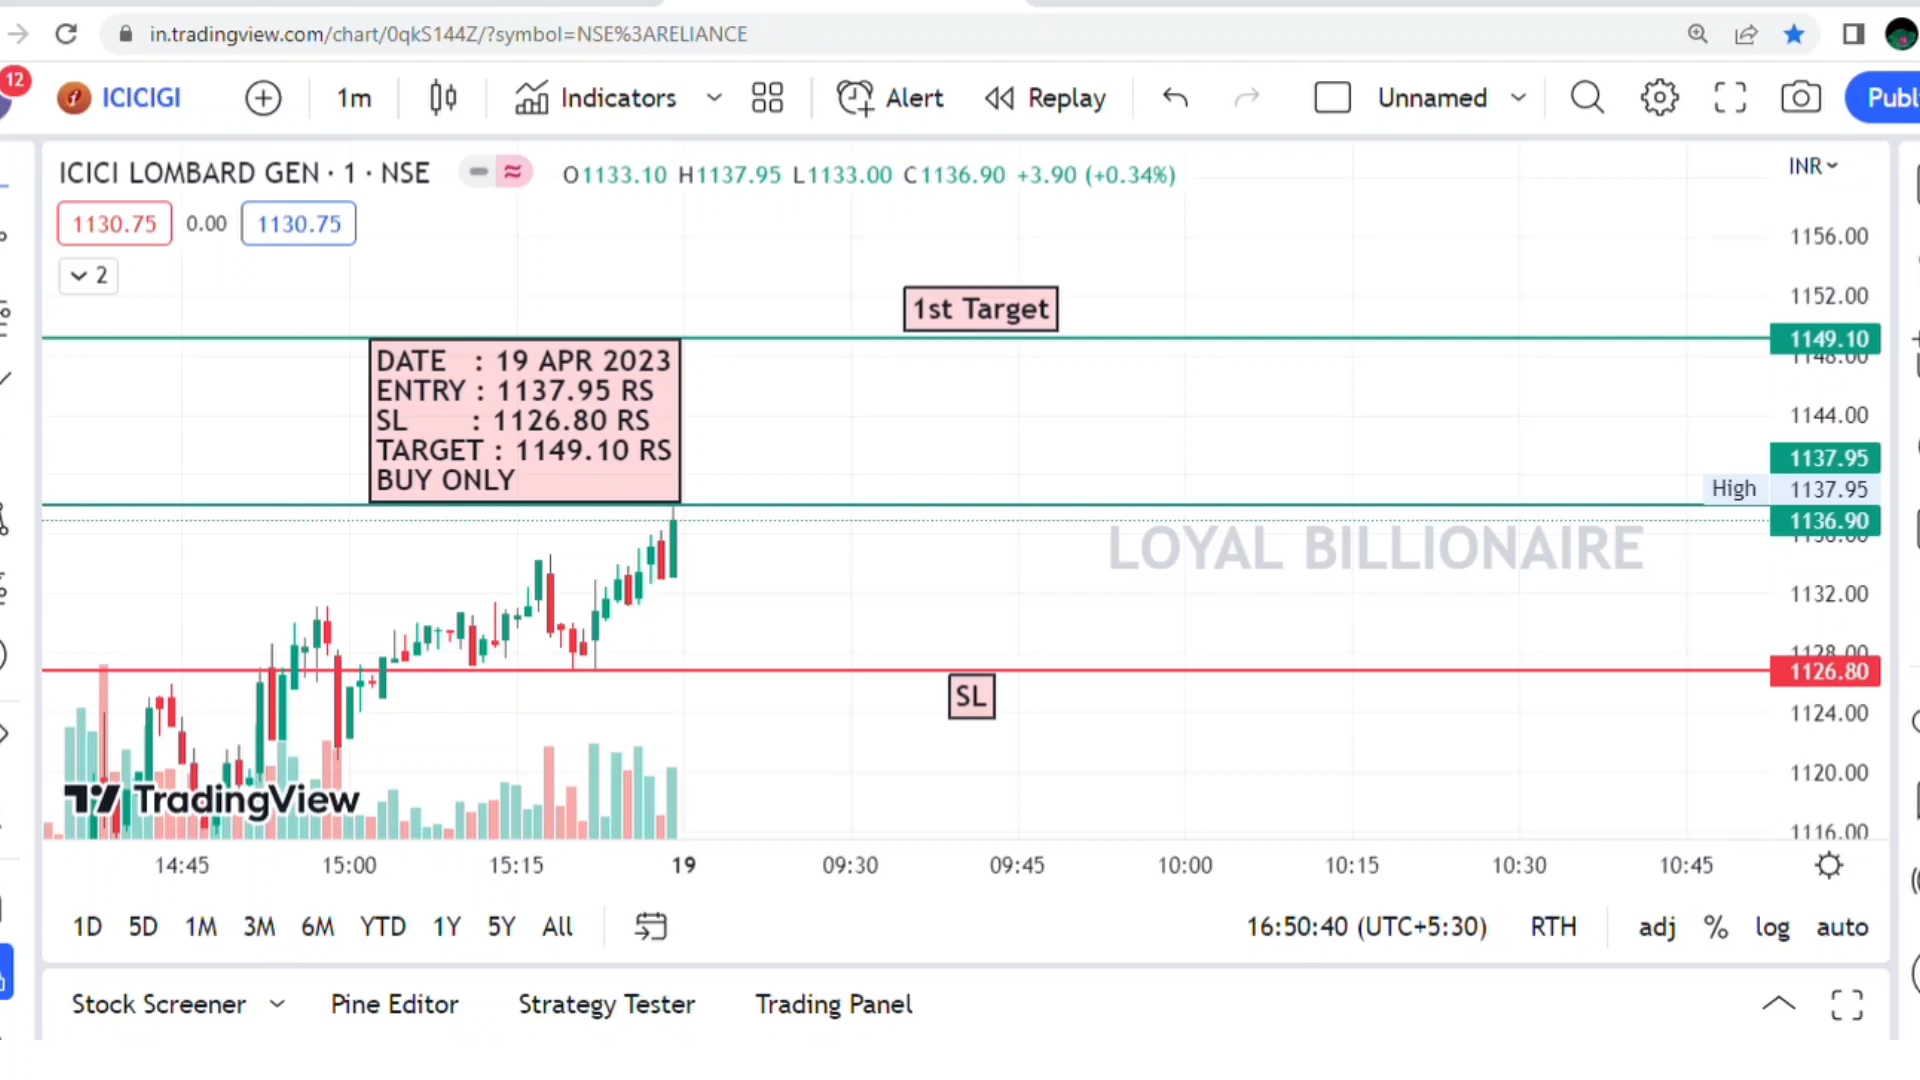 in.tradingview.com/chart/0qkS144Z/?symbol=NSE%3ARELIANCE
12
ICICIGI
1m
Indicators
Alert
Replay
Unnamed
Publ
ICICI LOMBARD GEN · 1 · NSE
O1133.10 H1137.95 L1133.00 C1136.90 +3.90 (+0.34%)
INR
1130.75 0.00 1130.75
2
1156.00
1152.00
1st Target
1149.10
1148.00
DATE : 19 APR 2023
ENTRY : 1137.95 RS
SL : 1126.80 RS
TARGET : 1149.10 RS
BUY ONLY
1144.00
1137.95
High 1137.95
1136.90
1136.00
LOYAL BILLIONAIRE
1132.00
1128.00
1126.80
SL
1124.00
1120.00
1116.00
TradingView
14:45 15:00 15:15 19 09:30 09:45 10:00 10:15 10:30 10:45
1D 5D 1M 3M 6M YTD 1Y 5Y All
16:50:40 (UTC+5:30) RTH adj % log auto
Stock Screener Pine Editor Strategy Tester Trading Panel